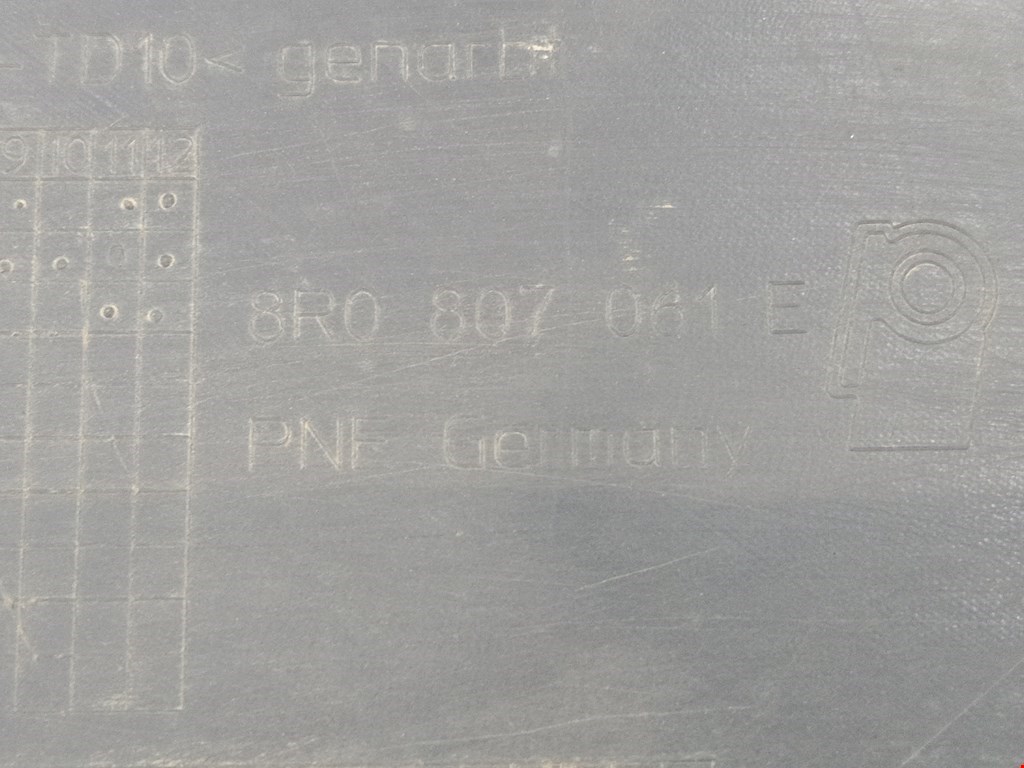 TD10< genarbt
9 10 11 12
8R0 807 061 E
PNF Germany